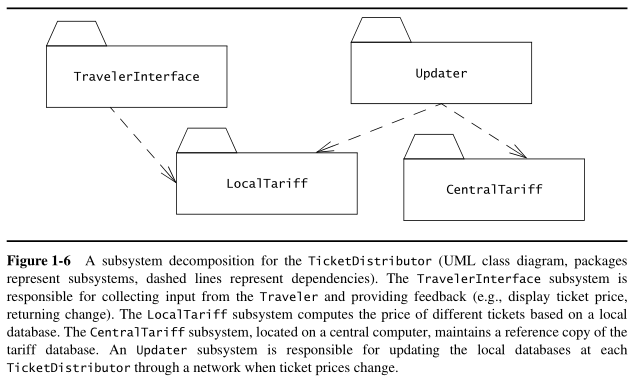 TravelerInterface
Updater
LocalTariff
CentralTariff
Figure 1-6 A subsystem decomposition for the TicketDistributor (UML class diagram, packages
represent subsystems, dashed lines represent dependencies). The TravelerInterface subsystem is
responsible for collecting input from the Traveler and providing feedback (e.g., display ticket price,
returning change). The LocalTariff subsystem computes the price of different tickets based on a local
database. The CentralTariff subsystem, located on a central computer, maintains a reference copy of the
tariff database. An Updater subsystem is responsible for updating the local databases at each
TicketDistributor through a network when ticket prices change.